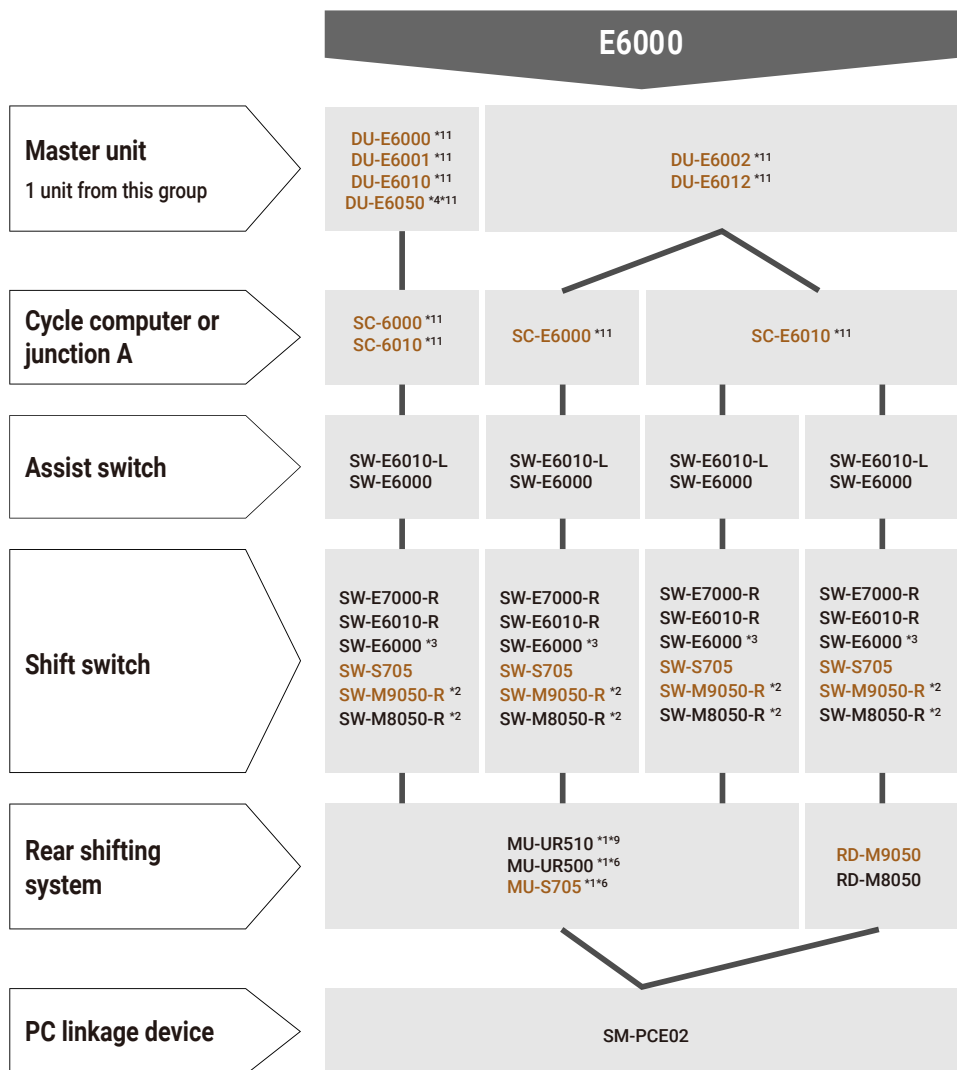 E6000
Master unit
1 unit from this group
DU-E6000 *11
DU-E6001 *11
DU-E6010 *11
DU-E6050 *4*11
DU-E6002 *11
DU-E6012 *11
Cycle computer or
junction A
SC-6000 *11
SC-6010 *11
SC-E6000 *11
SC-E6010 *11
Assist switch
SW-E6010-L
SW-E6000
SW-E6010-L
SW-E6000
SW-E6010-L
SW-E6000
SW-E6010-L
SW-E6000
Shift switch
SW-E7000-R
SW-E6010-R
SW-E6000 *3
SW-S705
SW-M9050-R *2
SW-M8050-R *2
SW-E7000-R
SW-E6010-R
SW-E6000 *3
SW-S705
SW-M9050-R *2
SW-M8050-R *2
SW-E7000-R
SW-E6010-R
SW-E6000 *3
SW-S705
SW-M9050-R *2
SW-M8050-R *2
SW-E7000-R
SW-E6010-R
SW-E6000 *3
SW-S705
SW-M9050-R *2
SW-M8050-R *2
Rear shifting
system
MU-UR510 *1*9
MU-UR500 *1*6
MU-S705 *1*6
RD-M9050
RD-M8050
PC linkage device
SM-PCE02